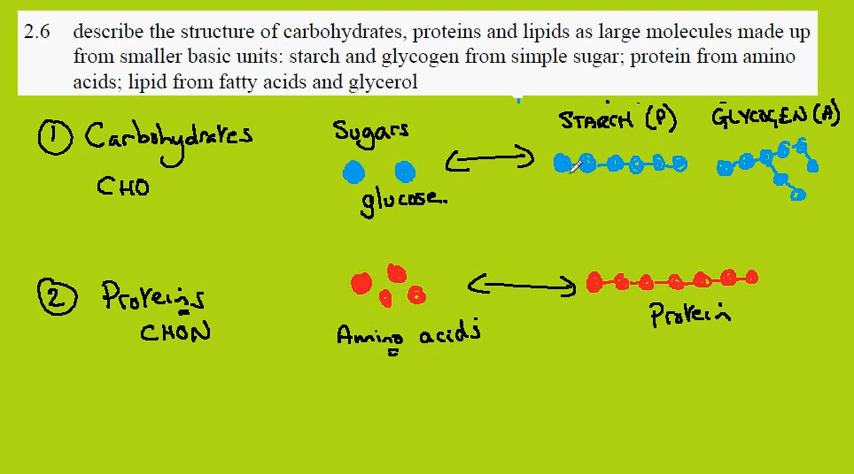 2.6 describe the structure of carbohydrates, proteins and lipids as large molecules made up
from smaller basic units: starch and glycogen from simple sugar; protein from amino
acids; lipid from fatty acids and glycerol
1 Carbohydrates
CHO
Sugars
glucose.
STARCH (P)
GLYCOGEN (A)
2 Proteins
CHON
Amino acids
Protein